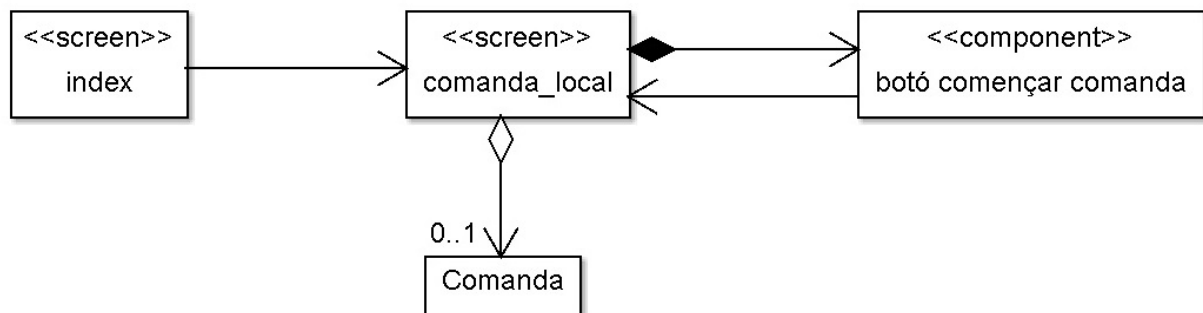 <<screen>>
index
<<screen>>
comanda_local
<<component>>
botó començar comanda
0..1
Comanda